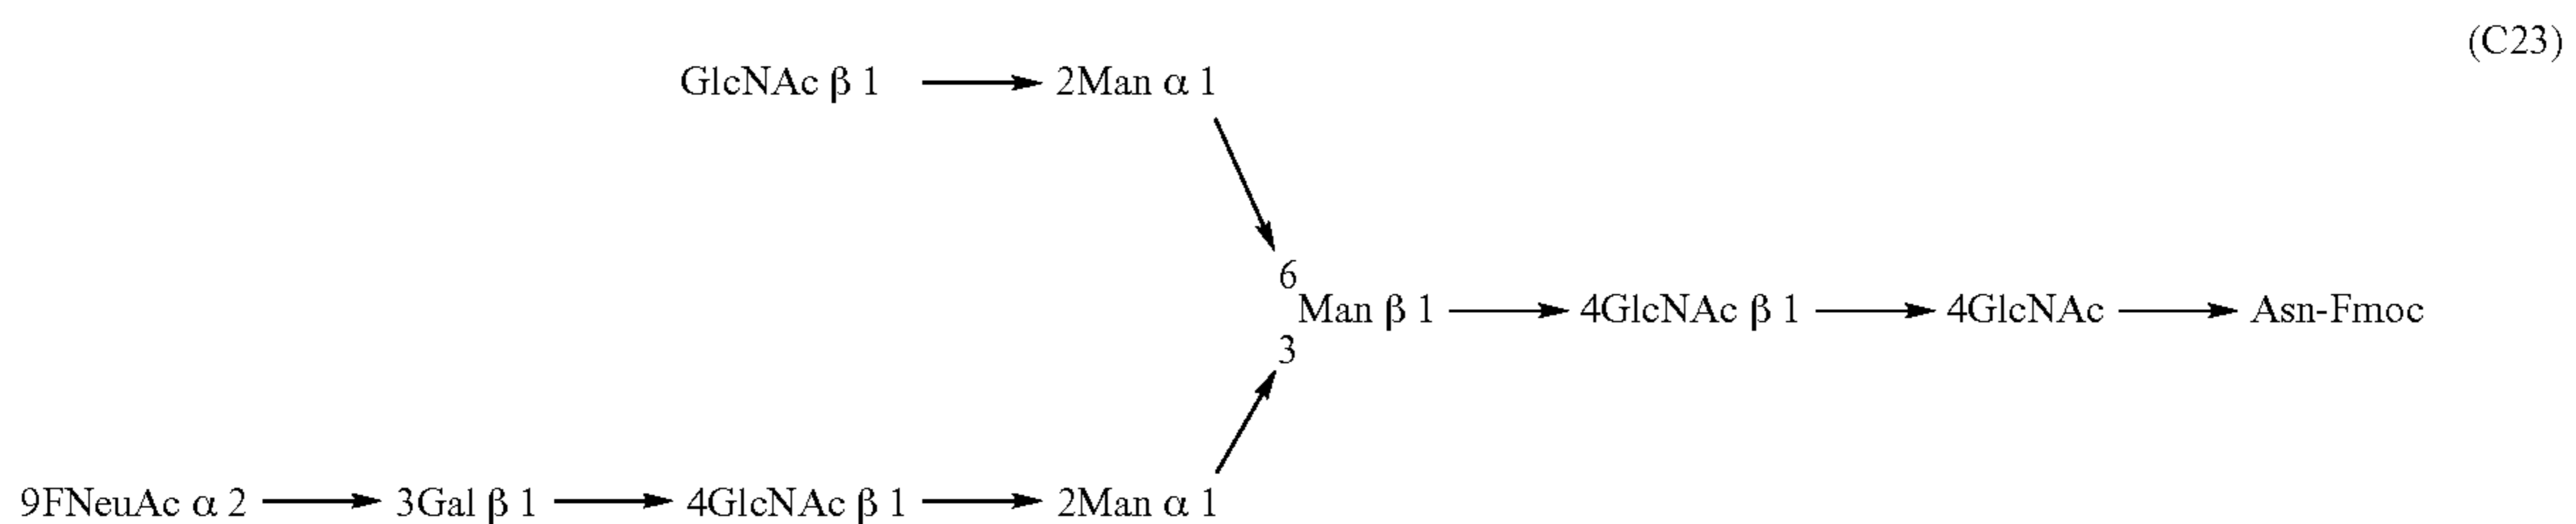 (C23)
GlcNAc β 1 2Man α 1
6
Man β 1 4GlcNAc β 1 4GlcNAc Asn-Fmoc
3
9FNeuAc α 2 3Gal β 1 4GlcNAc β 1 2Man α 1